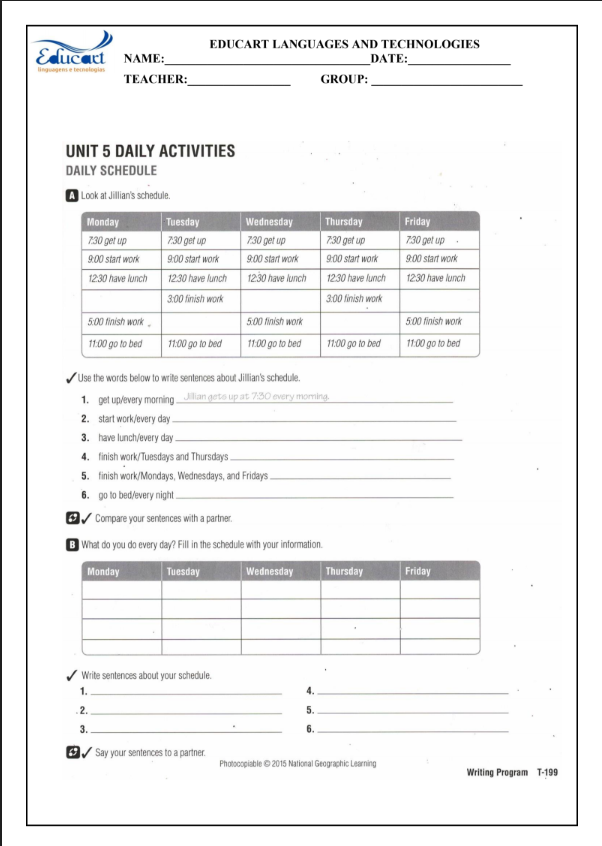 Educart
linguagens e tecnologias
EDUCART LANGUAGES AND TECHNOLOGIES
NAME:______________________________DATE:_______________
TEACHER:_______________ GROUP:______________________
UNIT 5 DAILY ACTIVITIES
DAILY SCHEDULE
A Look at Jillian's schedule.
Monday Tuesday Wednesday Thursday Friday
7:30 get up 7:30 get up 7:30 get up 7:30 get up 7:30 get up
9:00 start work 9:00 start work 9:00 start work 9:00 start work 9:00 start work
12:30 have lunch 12:30 have lunch 12:30 have lunch 12:30 have lunch 12:30 have lunch
3:00 finish work 3:00 finish work
5:00 finish work 5:00 finish work 5:00 finish work
11:00 go to bed 11:00 go to bed 11:00 go to bed 11:00 go to bed 11:00 go to bed
✓ Use the words below to write sentences about Jillian's schedule.
1. get up/every morning Jillian gets up at 7:30 every morning.
2. start work/every day
3. have lunch/every day
4. finish work/Tuesdays and Thursdays
5. finish work/Mondays, Wednesdays, and Fridays
6. go to bed/every night
✓ Compare your sentences with a partner.
B What do you do every day? Fill in the schedule with your information.
Monday Tuesday Wednesday Thursday Friday
✓ Write sentences about your schedule.
1. 4.
2. 5.
3. 6.
✓ Say your sentences to a partner.
Photocopiable © 2015 National Geographic Learning
Writing Program T-199